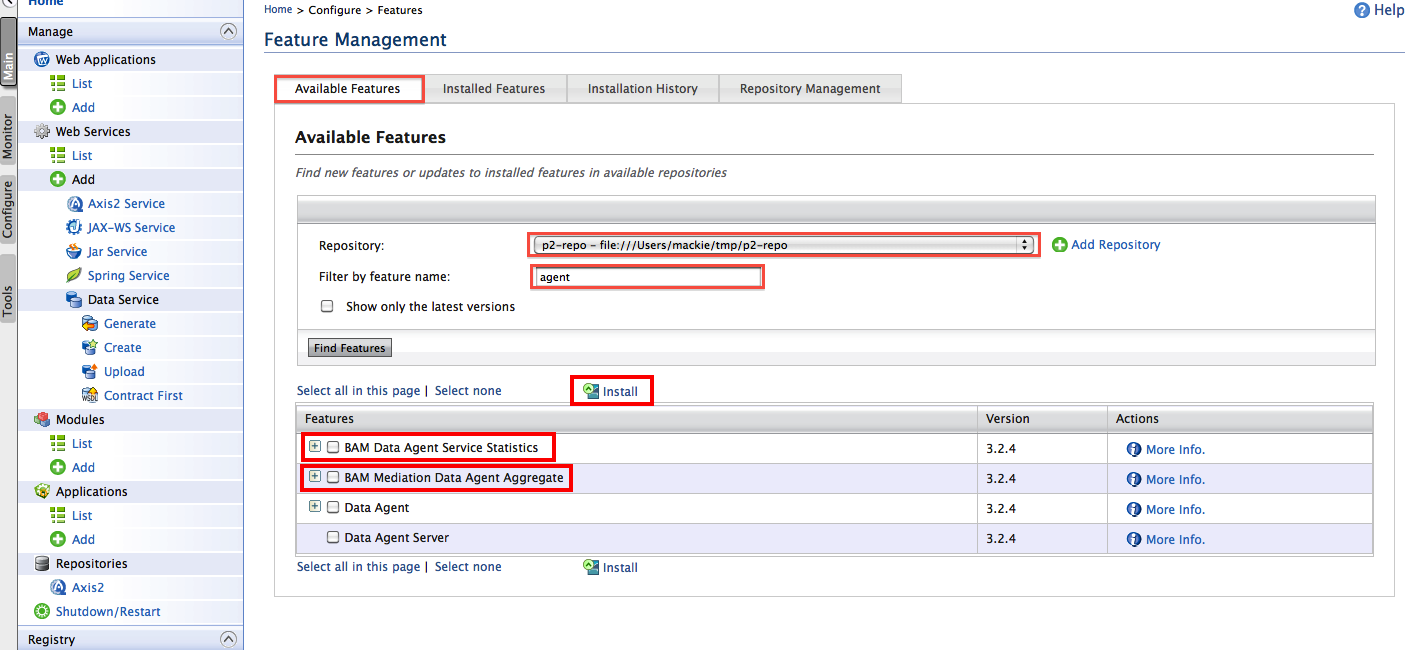 Home
Manage
Web Applications
List
Add
Web Services
List
Add
Axis2 Service
JAX-WS Service
Jar Service
Spring Service
Data Service
Generate
Create
Upload
Contract First
Modules
List
Add
Applications
List
Add
Repositories
Axis2
Shutdown/Restart
Registry
Main
Monitor
Configure
Tools
Home > Configure > Features
Help
Feature Management
Available Features Installed Features Installation History Repository Management
Available Features
Find new features or updates to installed features in available repositories
Repository: p2-repo - file:///Users/mackie/tmp/p2-repo Add Repository
Filter by feature name: agent
Show only the latest versions
Find Features
Select all in this page | Select none Install
Features Version Actions
BAM Data Agent Service Statistics 3.2.4 More Info.
BAM Mediation Data Agent Aggregate 3.2.4 More Info.
Data Agent 3.2.4 More Info.
Data Agent Server 3.2.4 More Info.
Select all in this page | Select none Install